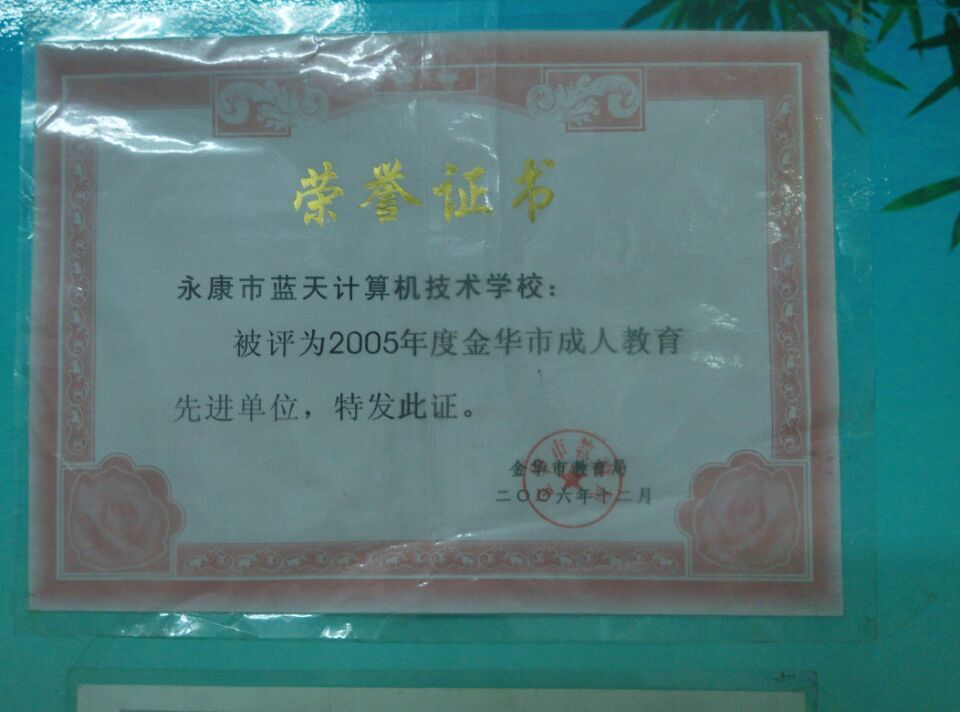 荣誉证书
永康市蓝天计算机技术学校：
被评为2005年度金华市成人教育
先进单位，特发此证。
金华市教育局
二〇〇六年十二月